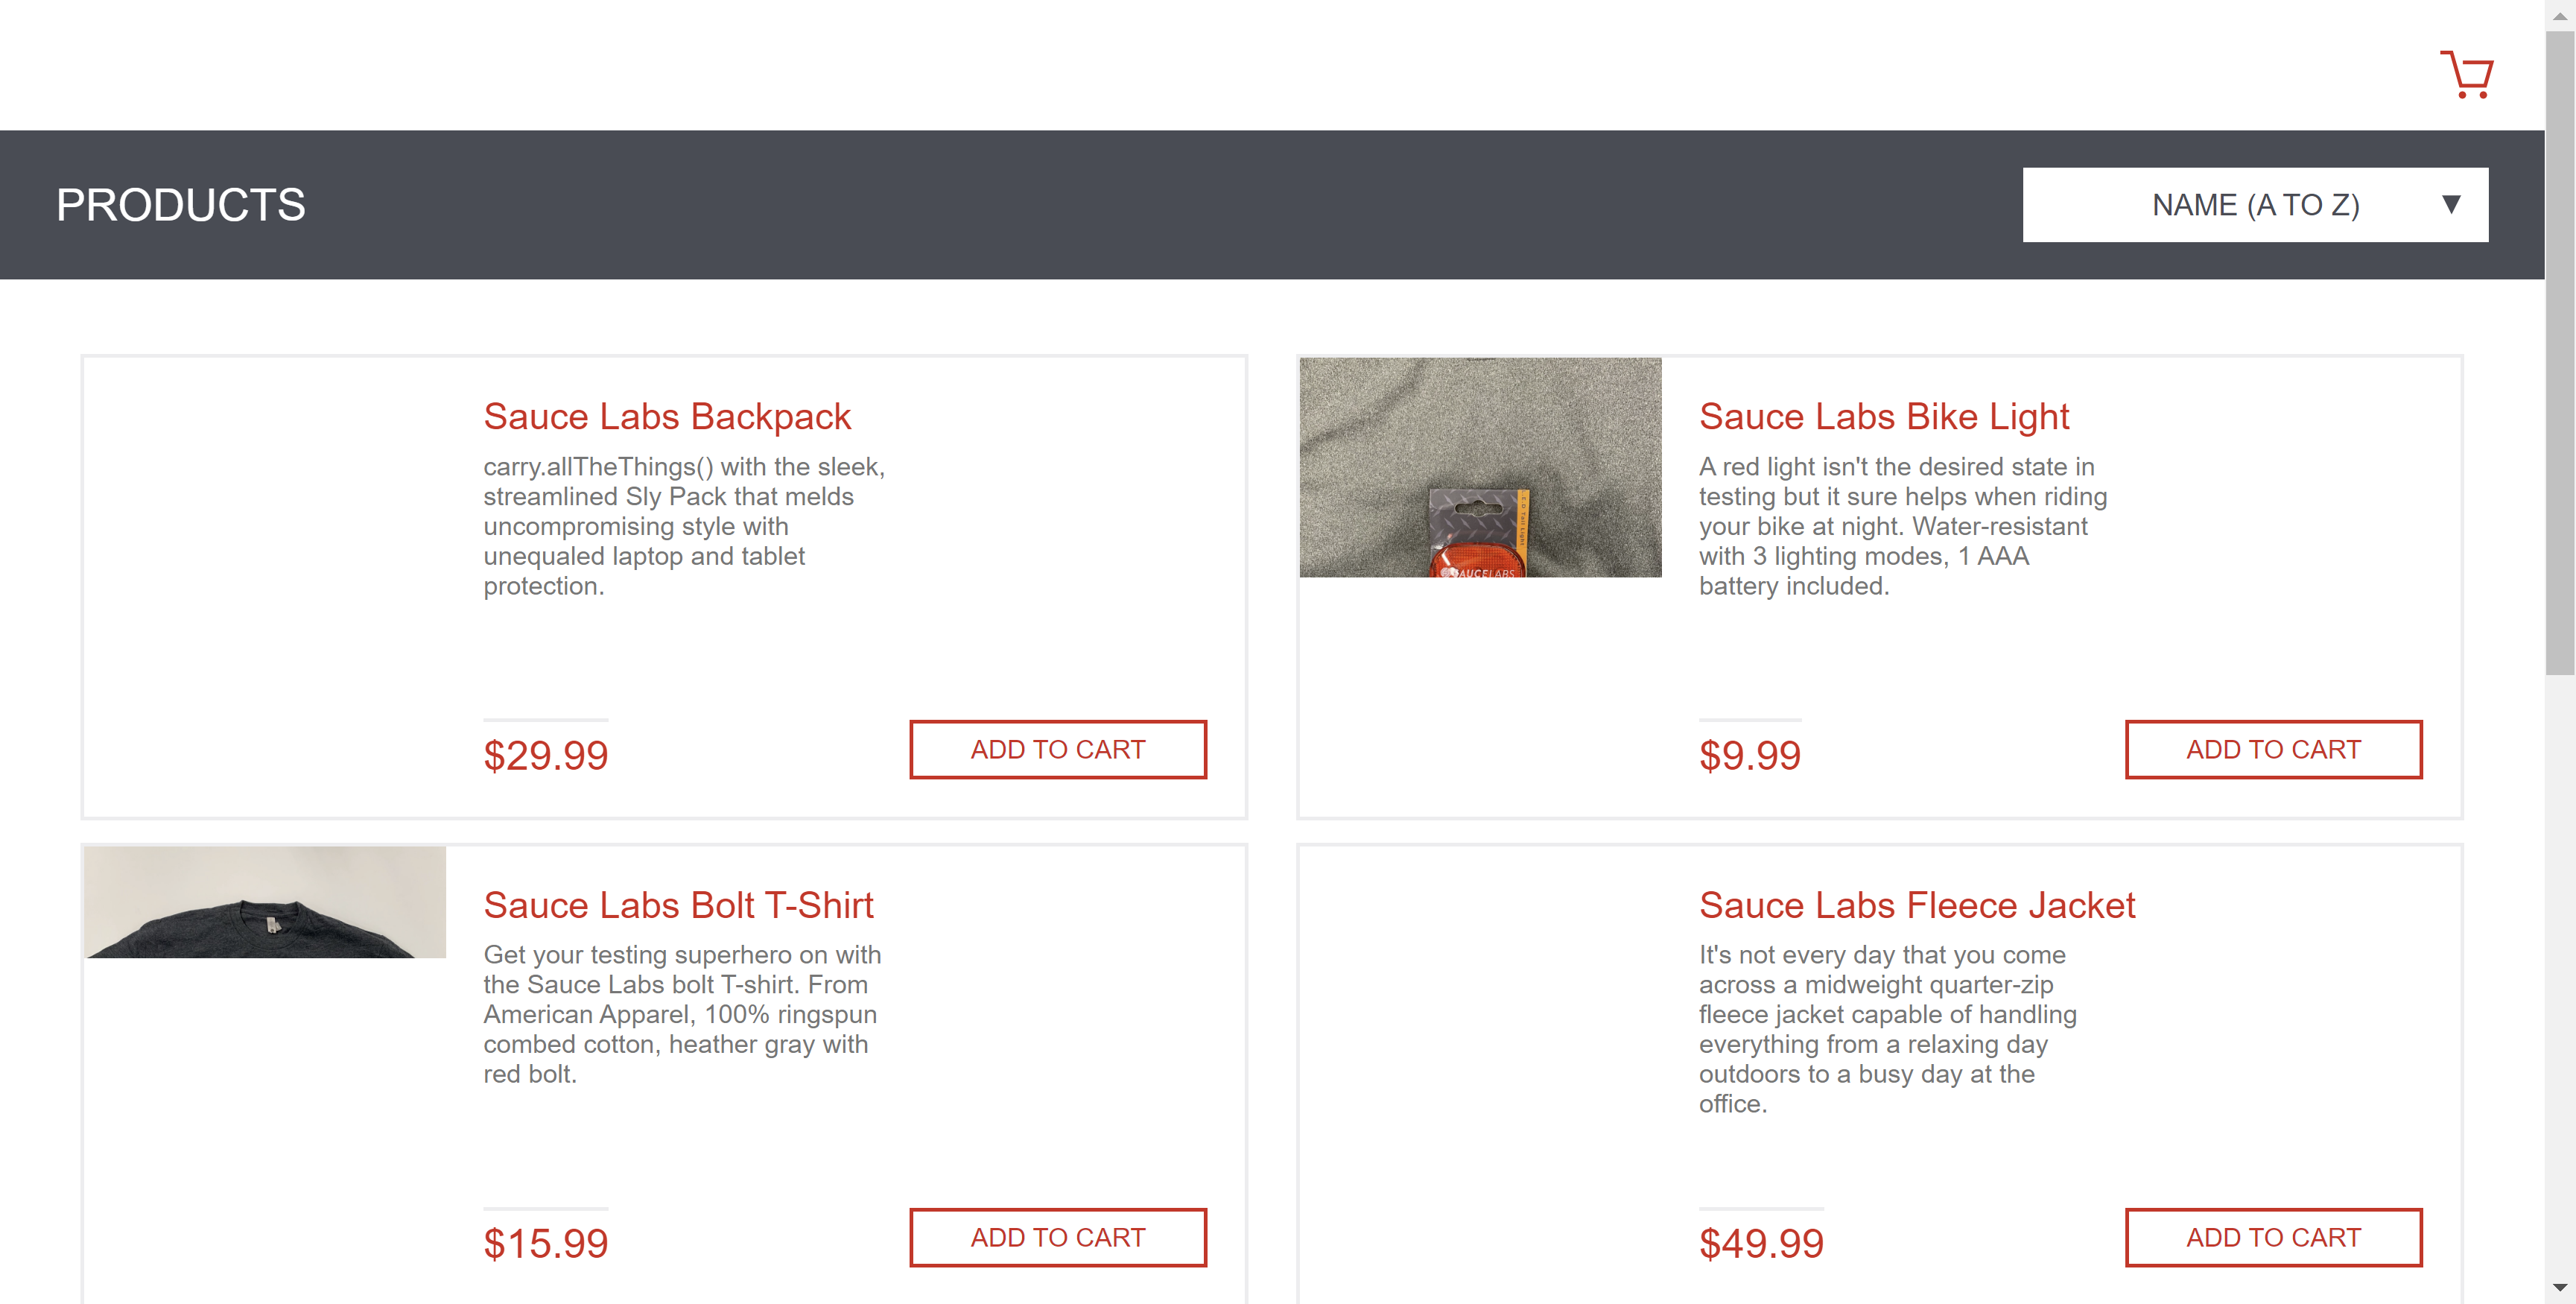 PRODUCTS
NAME (A TO Z)
Sauce Labs Backpack
carry.allTheThings() with the sleek,
streamlined Sly Pack that melds
uncompromising style with
unequaled laptop and tablet
protection.
$29.99
ADD TO CART
SAUCELABS
Sauce Labs Bike Light
A red light isn't the desired state in
testing but it sure helps when riding
your bike at night. Water-resistant
with 3 lighting modes, 1 AAA
battery included.
$9.99
ADD TO CART
Sauce Labs Bolt T-Shirt
Get your testing superhero on with
the Sauce Labs bolt T-shirt. From
American Apparel, 100% ringspun
combed cotton, heather gray with
red bolt.
$15.99
ADD TO CART
Sauce Labs Fleece Jacket
It's not every day that you come
across a midweight quarter-zip
fleece jacket capable of handling
everything from a relaxing day
outdoors to a busy day at the
office.
$49.99
ADD TO CART